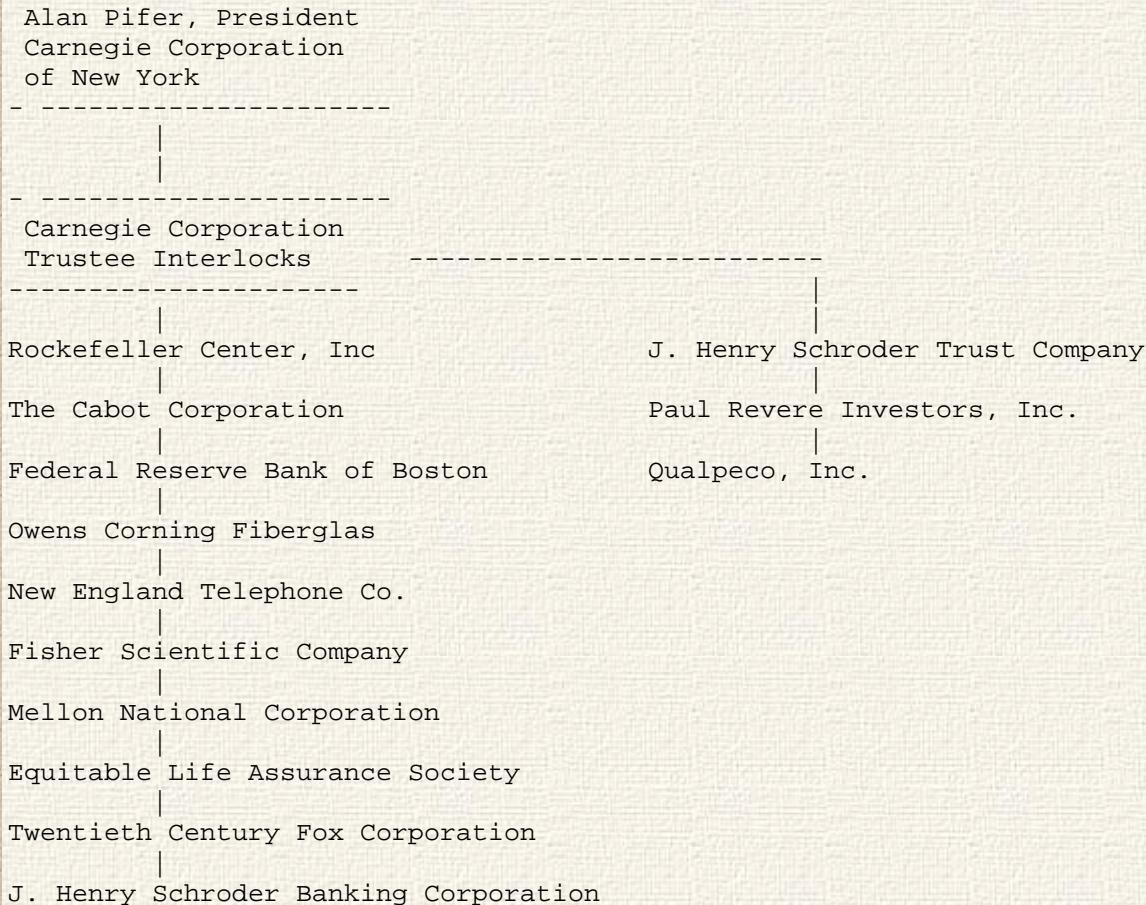 Alan Pifer, President
Carnegie Corporation
of New York
- ----------------------
|
|
- ----------------------
Carnegie Corporation
Trustee Interlocks      --------------------------
----------------------                             |
|                                         |
Rockefeller Center, Inc                 J. Henry Schroder Trust Company
|                                         |
The Cabot Corporation                   Paul Revere Investors, Inc.
|                                         |
Federal Reserve Bank of Boston          Qualpeco, Inc.
|
Owens Corning Fiberglas
|
New England Telephone Co.
|
Fisher Scientific Company
|
Mellon National Corporation
|
Equitable Life Assurance Society
|
Twentieth Century Fox Corporation
|
J. Henry Schroder Banking Corporation